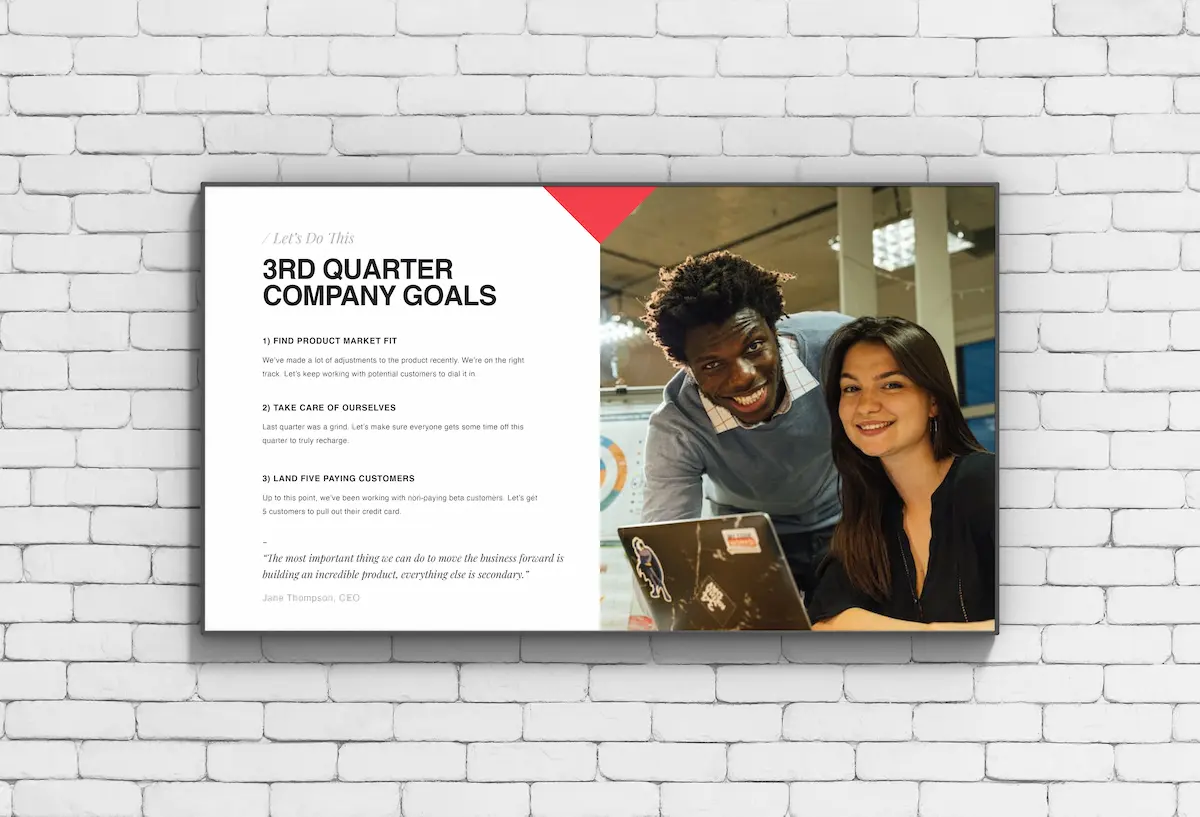 / Let's Do This
3RD QUARTER
COMPANY GOALS
1) FIND PRODUCT MARKET FIT
We've made a lot of adjustments to the product recently. We're on the right
track. Let's keep working with potential customers to dial it in
2) TAKE CARE OF OURSELVES
Last quarter was a grind. Let's make sure everyone gets some time off this
quarter to truly recharge.
3) LAND FIVE PAYING CUSTOMERS
Up to this point, we've been working with non-paying beta customers. Let's get
5 customers to pull out their credit card.
–
“The most important thing we can do to move the business forward is
building an incredible product, everything else is secondary.”
Jane Thompson, CEO